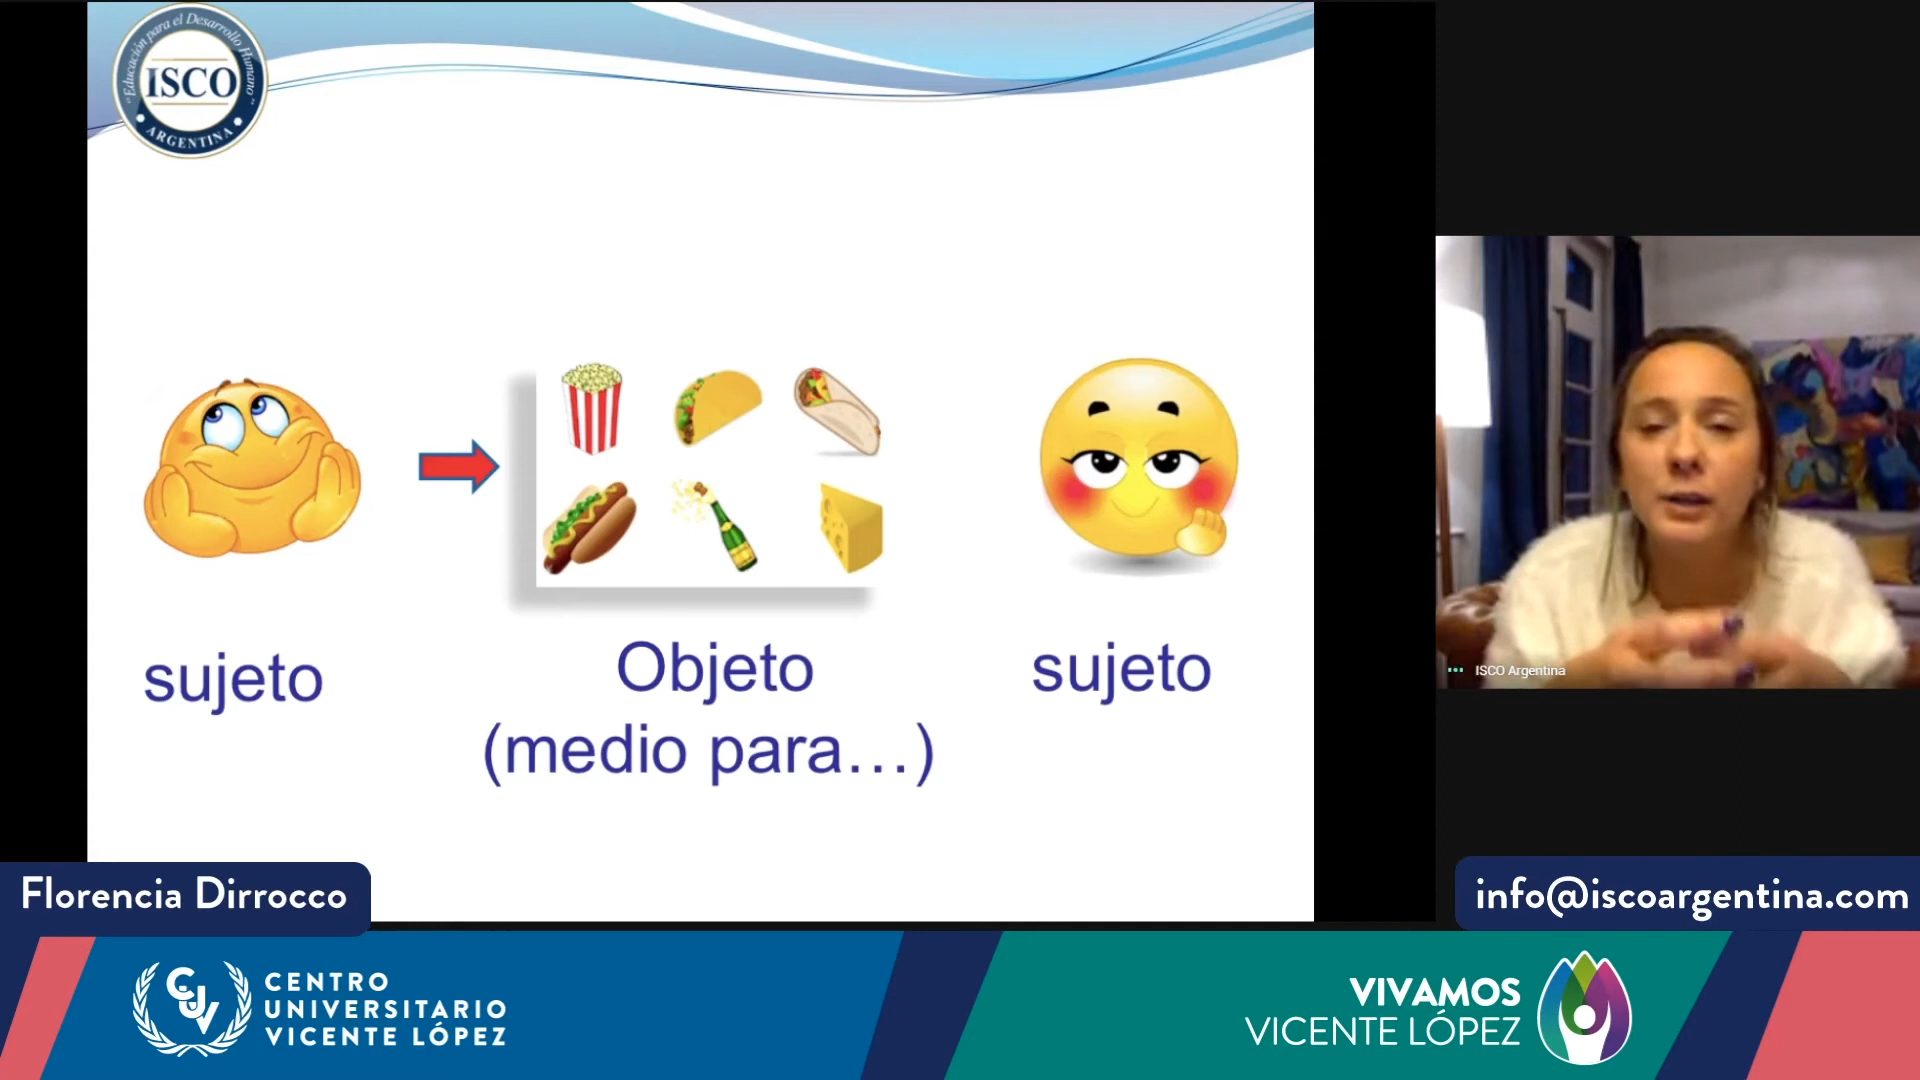 "Educación para el Desarrollo Humano"
ISCO
ARGENTINA
sujeto
Objeto
(medio para...)
sujeto
ISCO Argentina
Florencia Dirrocco
info@iscoargentina.com
CUV
CENTRO
UNIVERSITARIO
VICENTE LÓPEZ
VIVAMOS
VICENTE LÓPEZ